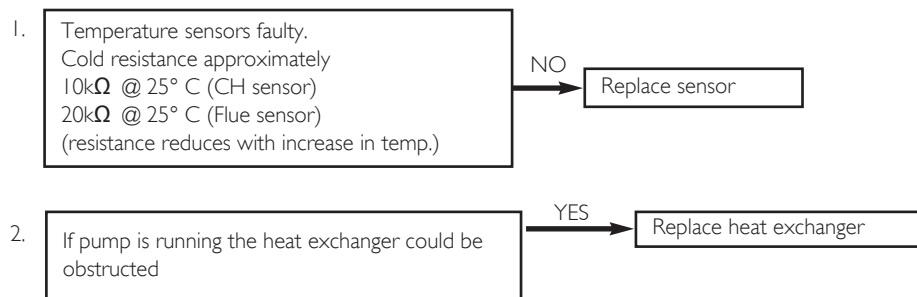 1.
Temperature sensors faulty.
Cold resistance approximately
10kΩ @ 25° C (CH sensor)
20kΩ @ 25° C (Flue sensor)
(resistance reduces with increase in temp.)
NO
Replace sensor
2.
If pump is running the heat exchanger could be
obstructed
YES
Replace heat exchanger